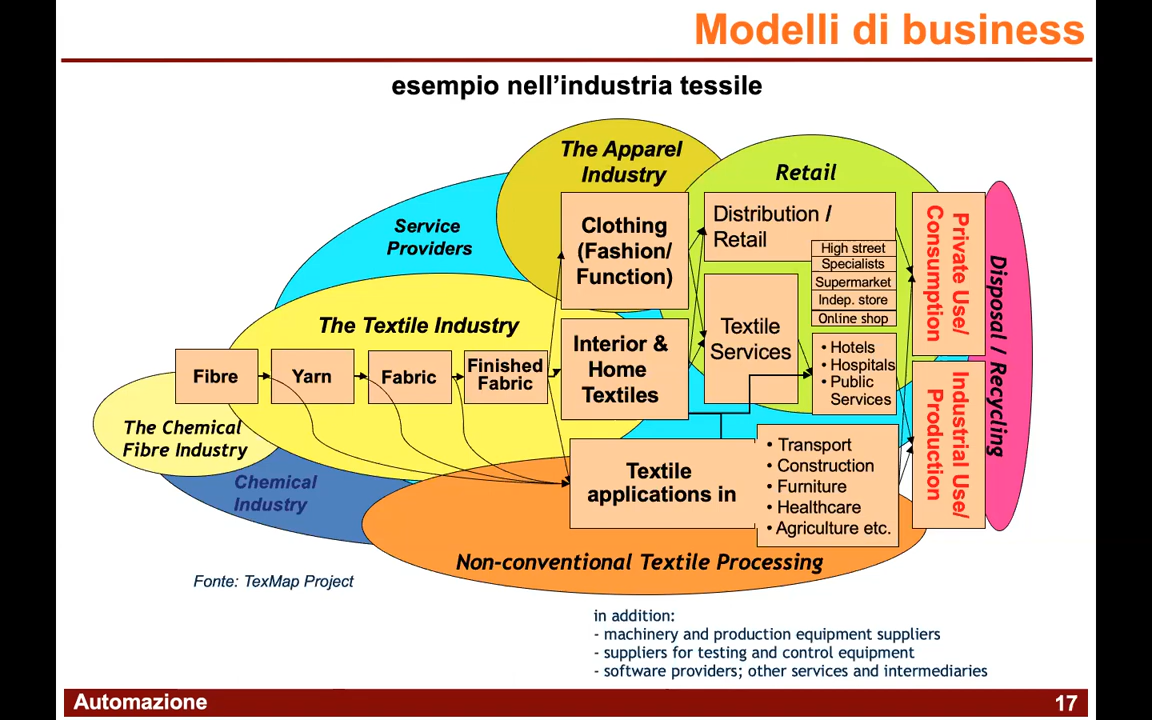 Modelli di business
esempio nell'industria tessile
The Apparel
Industry
Retail
Service
Providers
Clothing
(Fashion/
Function)
Distribution /
Retail
High street
Specialists
Supermarket
Indep. store
Online shop
Private Use/
Consumption
Disposal / Recycling
The Textile Industry
Fibre
Yarn
Fabric
Finished
Fabric
Interior &
Home
Textiles
Textile
Services
• Hotels
• Hospitals
• Public
Services
Industrial Use/
Production
The Chemical
Fibre Industry
Chemical
Industry
Textile
applications in
• Transport
• Construction
• Furniture
• Healthcare
• Agriculture etc.
Non-conventional Textile Processing
Fonte: TexMap Project
in addition:
- machinery and production equipment suppliers
- suppliers for testing and control equipment
- software providers; other services and intermediaries
Automazione
17